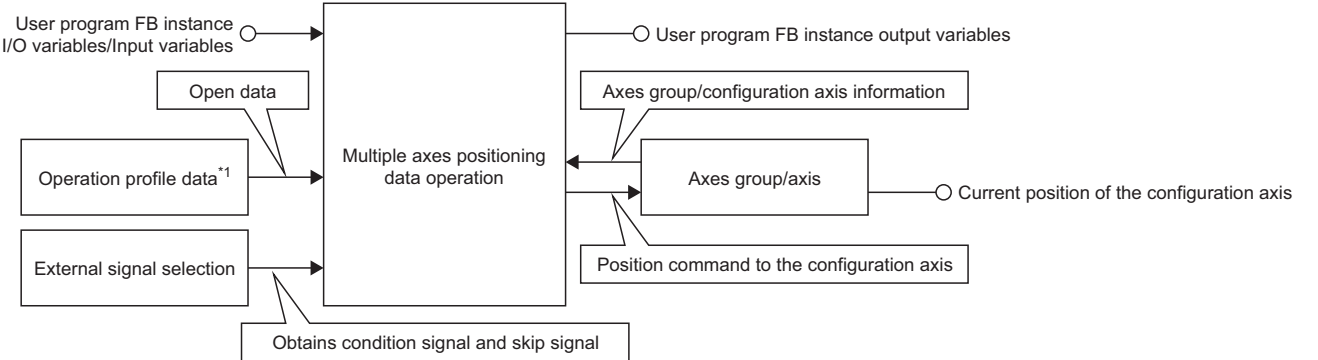 User program FB instance
I/O variables/Input variables
User program FB instance output variables
Open data
Axes group/configuration axis information
Operation profile data*1
Multiple axes positioning
data operation
Axes group/axis
Current position of the configuration axis
External signal selection
Position command to the configuration axis
Obtains condition signal and skip signal